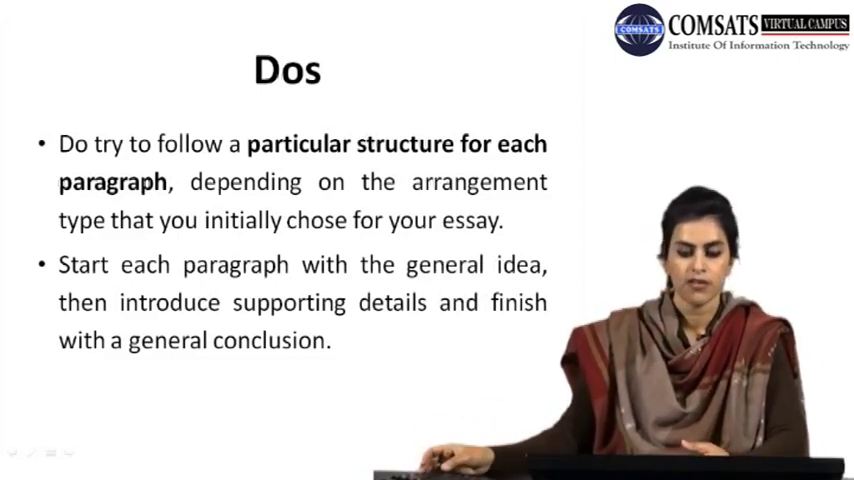 COMSATS VIRTUAL CAMPUS
COMSATS
Institute Of Information Technology
Dos
• Do try to follow a particular structure for each
paragraph, depending on the arrangement
type that you initially chose for your essay.
• Start each paragraph with the general idea,
then introduce supporting details and finish
with a general conclusion.